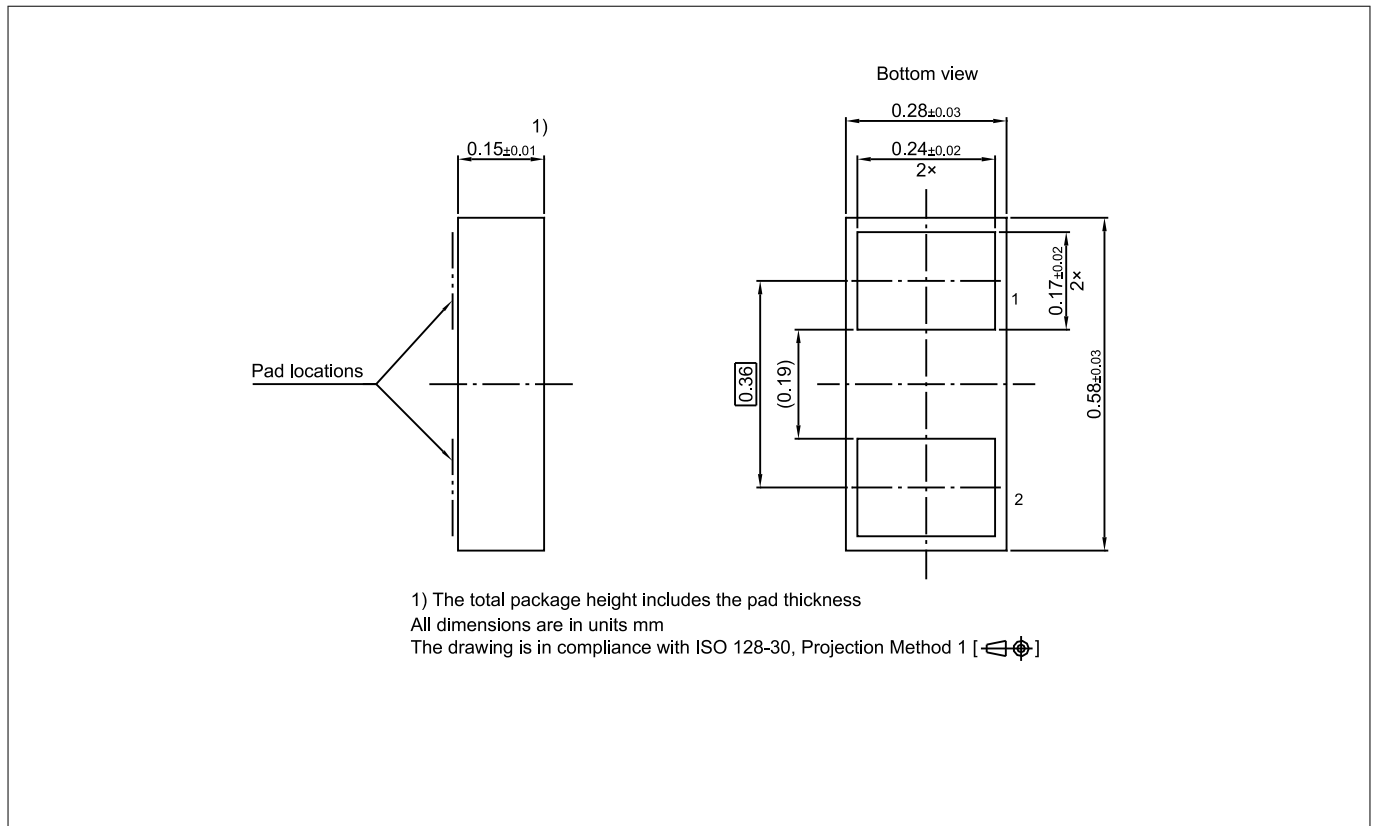 Bottom view
0.28±0.03
1)
0.15±0.01
0.24±0.02
2×
0.17±0.02
2×
1
Pad locations
0.36
(0.19)
0.58±0.03
2
1) The total package height includes the pad thickness
All dimensions are in units mm
The drawing is in compliance with ISO 128-30, Projection Method 1 [ ]